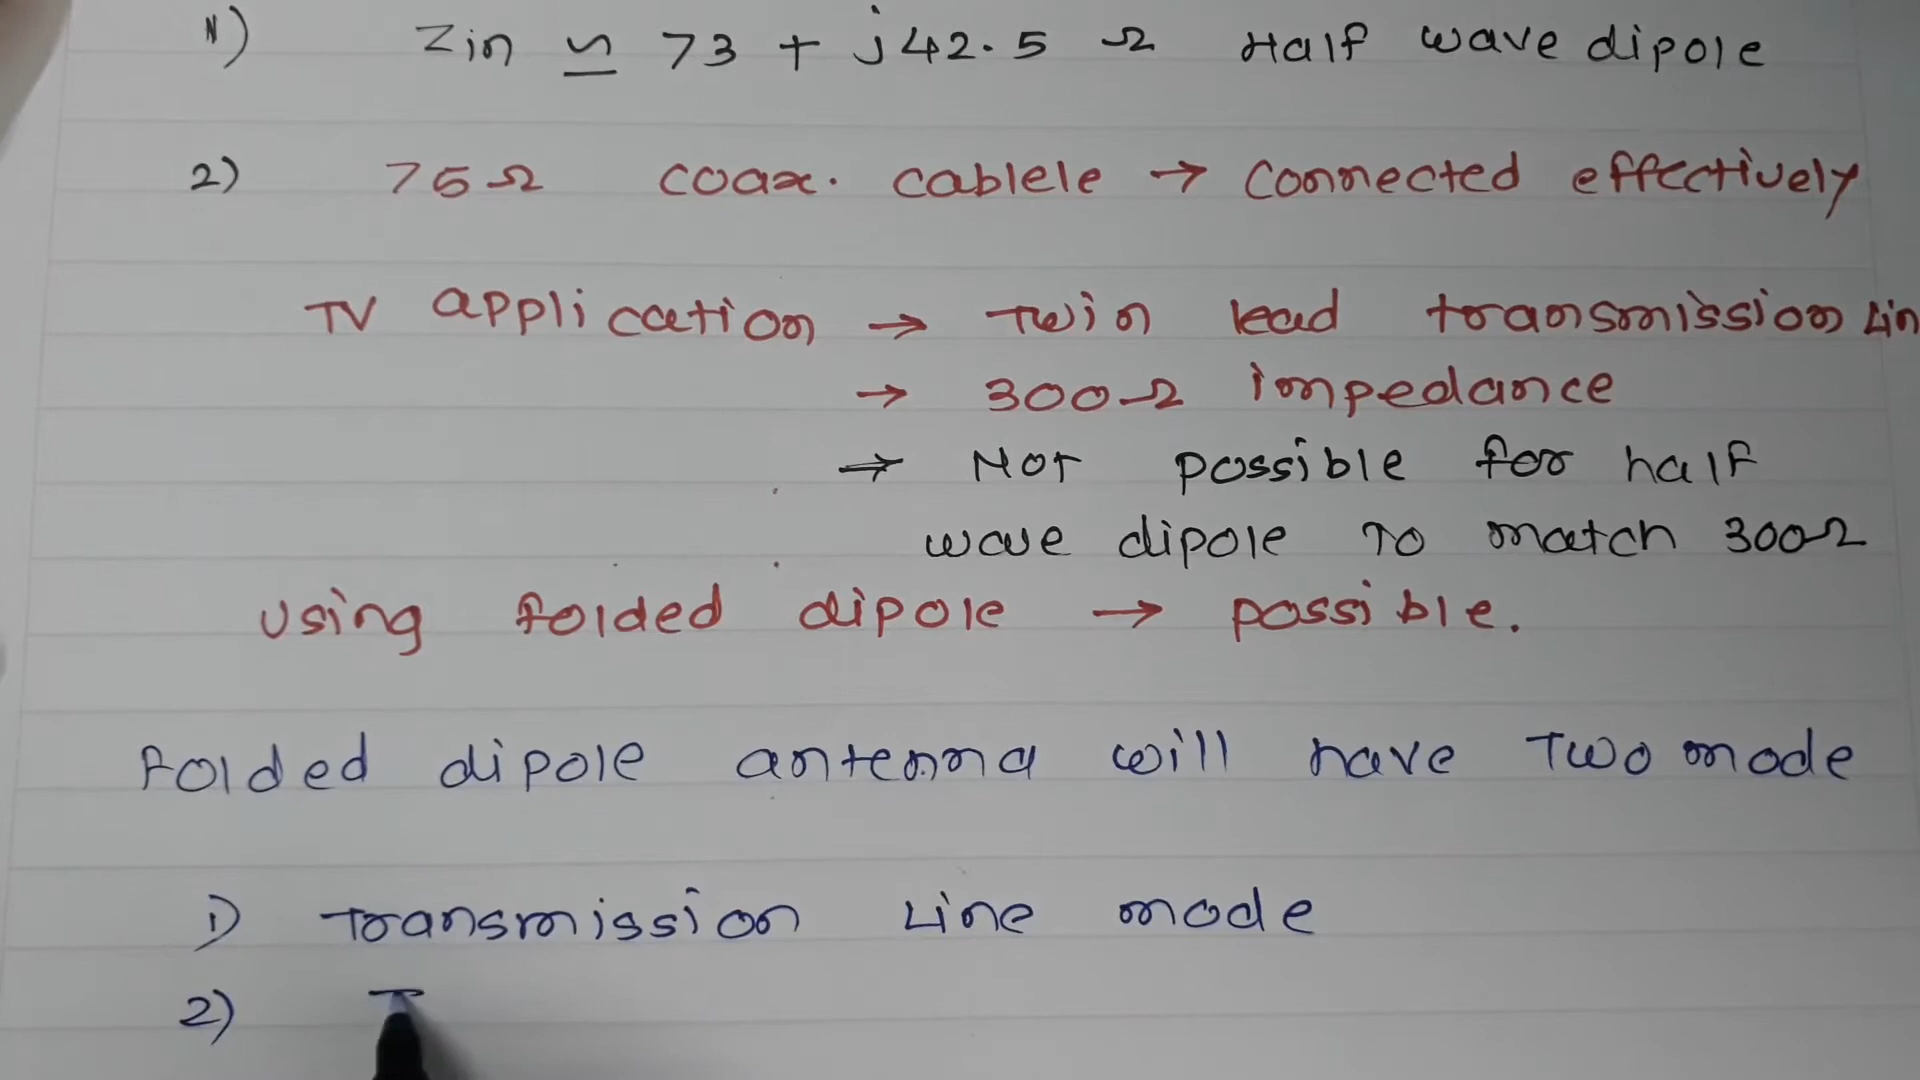 1) Zin ≃ 73 + j42.5 Ω Half wave dipole
2) 75Ω coax. cablele → connected effectively
TV application → Twin lead transmission Lin
→ 300Ω impedance
→ Not possible for half
wave dipole to match 300Ω
using folded dipole → possible.
Folded dipole antenna will have Two mode
1) Transmission Line mode
2) T